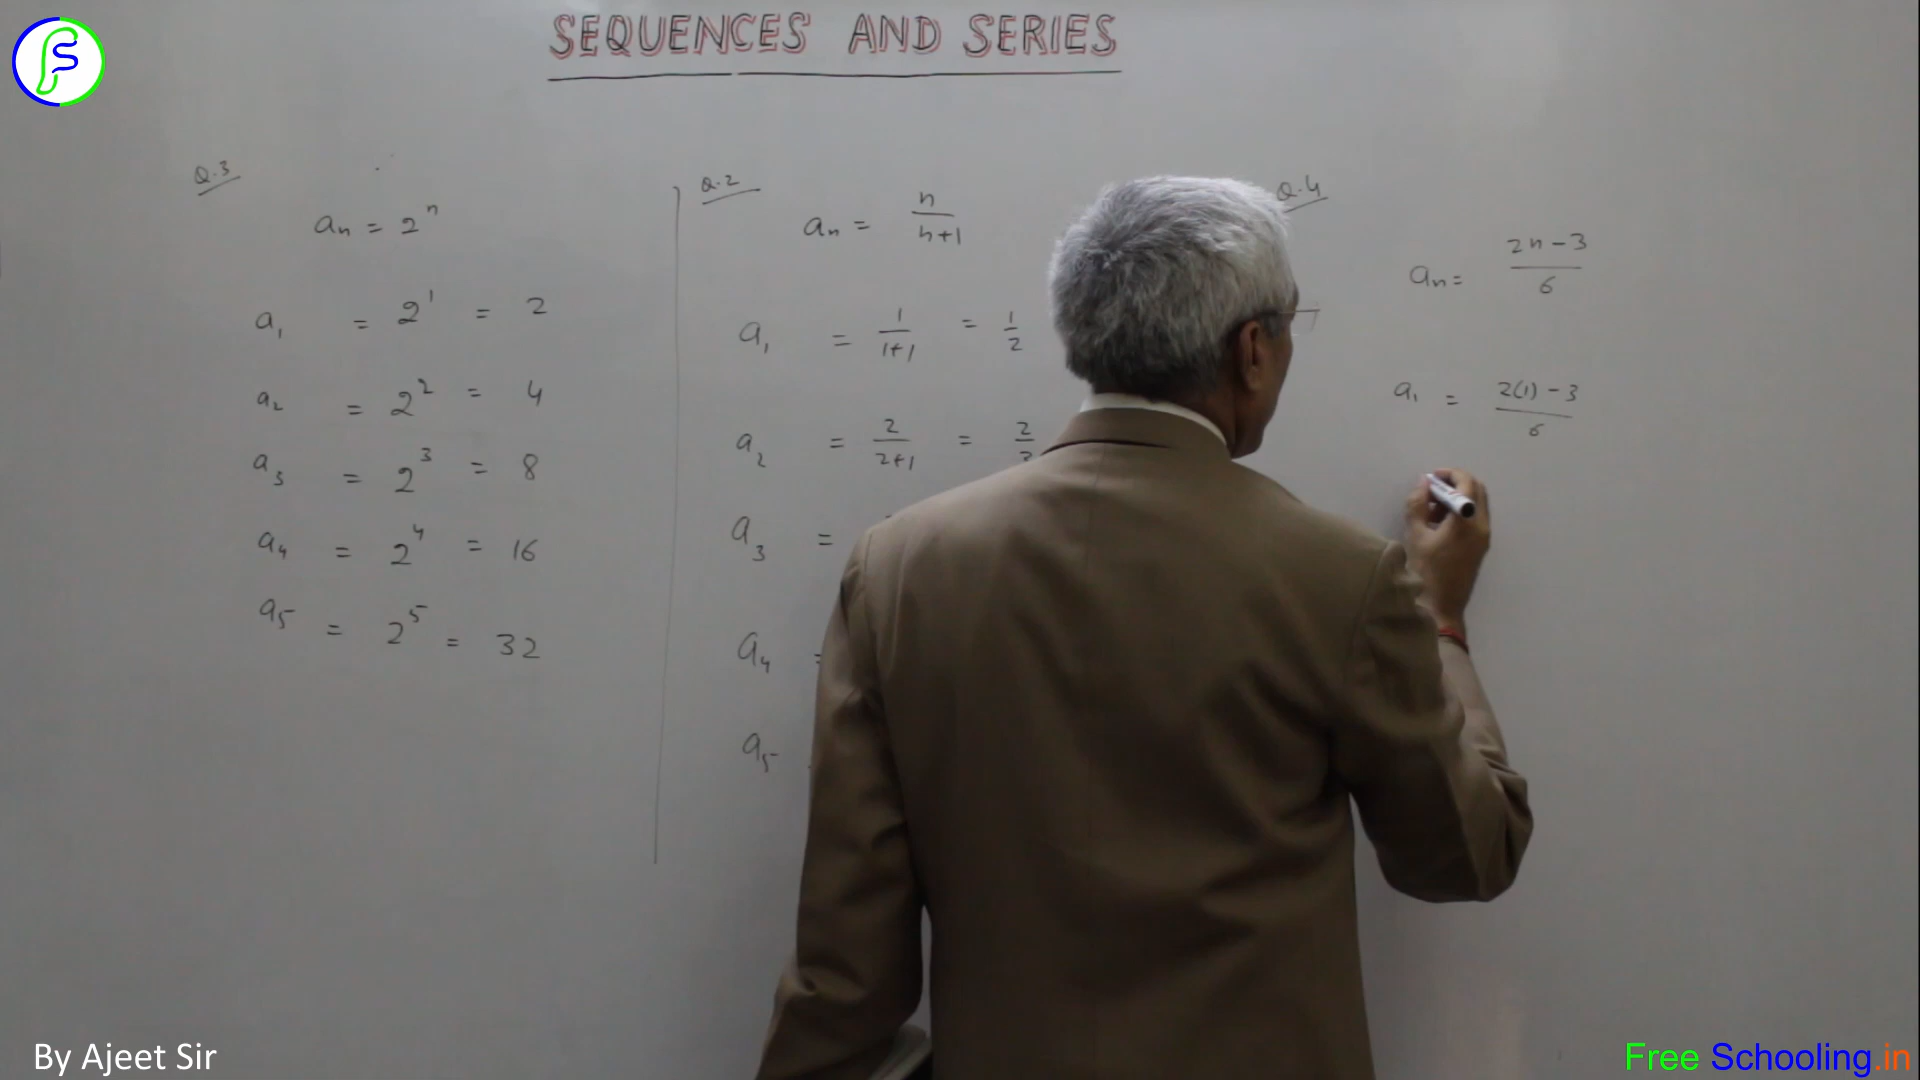 SEQUENCES AND SERIES
Q.3
aₙ = 2ⁿ
a₁ = 2¹ = 2
a₂ = 2² = 4
a₃ = 2³ = 8
a₄ = 2⁴ = 16
a₅ = 2⁵ = 32
Q.2
aₙ = n/n+1
a₁ = 1/1+1 = 1/2
a₂ = 2/2+1 = 2/3
a₃ =
a₄ =
a₅
Q.4
aₙ = 2n-3/6
a₁ = 2(1)-3/6
By Ajeet Sir
Free Schooling.in